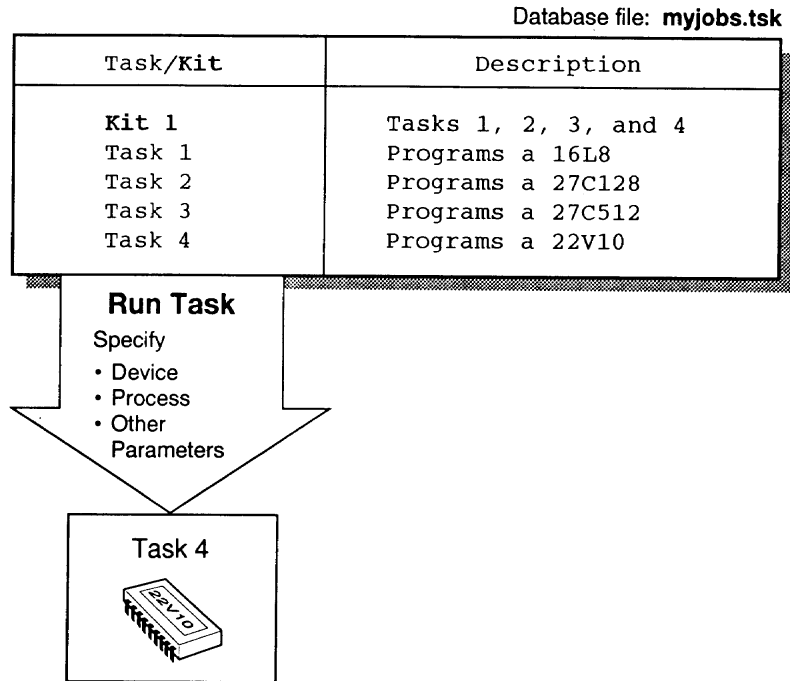 Database file: myjobs.tsk
Task/Kit Description
Kit 1 Tasks 1, 2, 3, and 4
Task 1 Programs a 16L8
Task 2 Programs a 27C128
Task 3 Programs a 27C512
Task 4 Programs a 22V10
Run Task
Specify
• Device
• Process
• Other
Parameters
Task 4
22V10